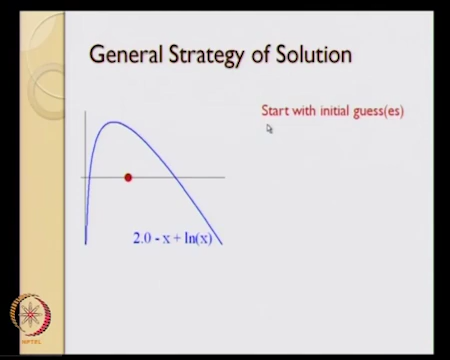 General Strategy of Solution
Start with initial guess(es)
2.0 - x + ln(x)
NPTEL